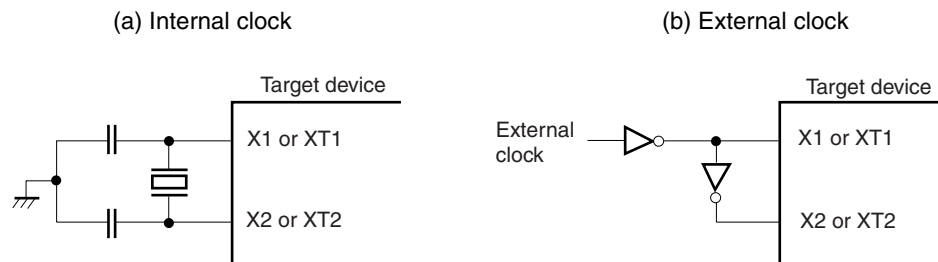 (a) Internal clock
Target device
X1 or XT1
X2 or XT2
(b) External clock
Target device
External
clock
X1 or XT1
X2 or XT2